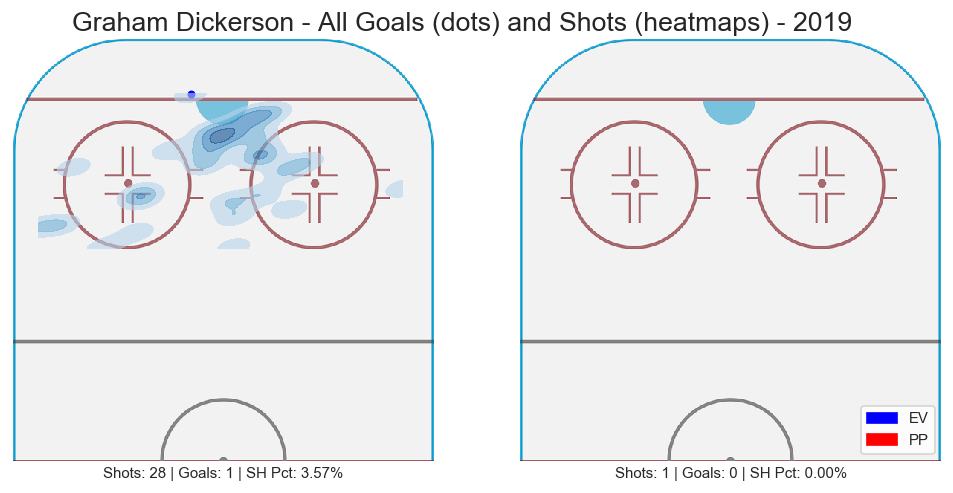 Graham Dickerson - All Goals (dots) and Shots (heatmaps) - 2019
EV
PP
Shots: 28 | Goals: 1 | SH Pct: 3.57%
Shots: 1 | Goals: 0 | SH Pct: 0.00%